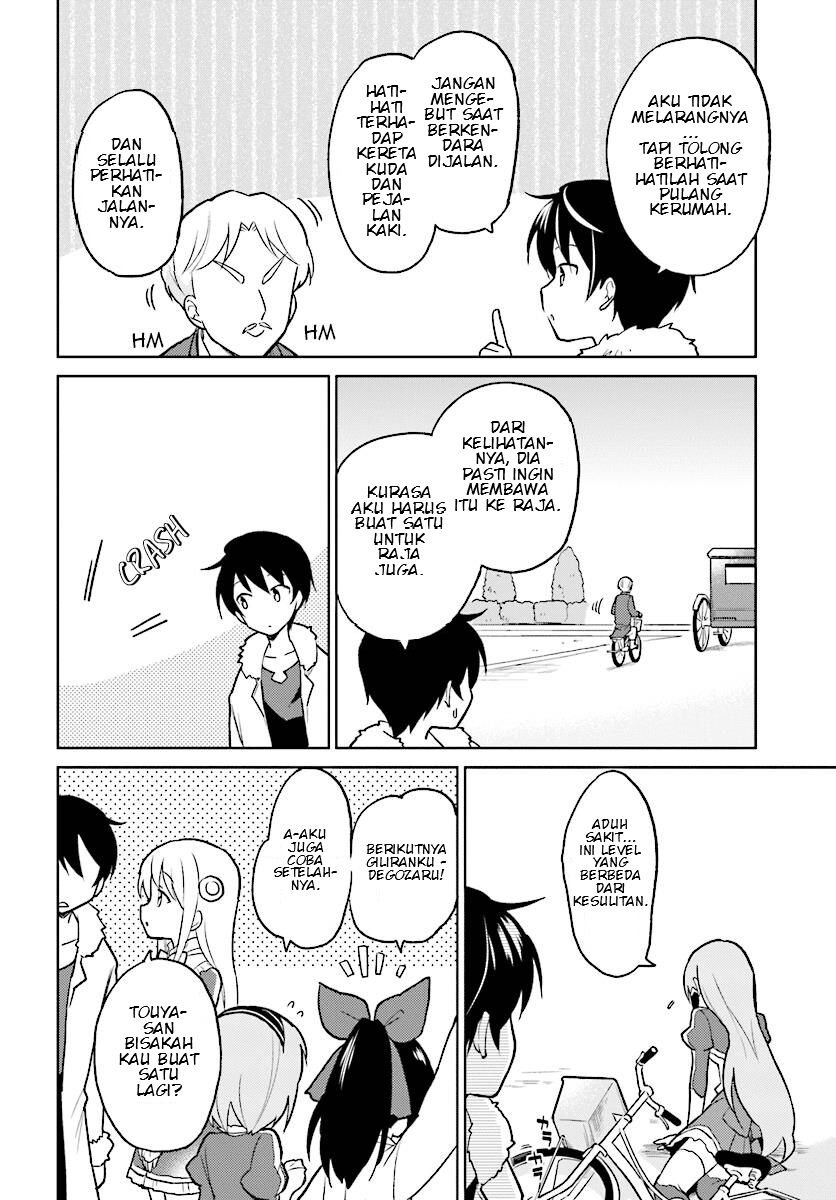 AKU TIDAK
MELARANGNYA
...
TAPI TOLONG
BERHATI-
HATILAH SAAT
PULANG
KERUMAH.
JANGAN
MENGE-
BUT SAAT
BERKEN-
DARA
DIJALAN.
HATI-
HATI
TERHA-
DAP
KERETA
KUDA
DAN
PEJA-
LAN
KAKI.
DAN
SELALU
PERHATI-
KAN
JALAN-
NYA.
HM
HM
DARI
KELIHATAN-
NYA, DIA
PASTI INGIN
MEMBAWA
ITU KE RAJA.
KURASA
AKU HARUS
BUAT SATU
UNTUK
RAJA
JUGA.
CRASH
ADUH
SAKIT...
INI LEVEL
YANG
BERBEDA
DARI
KESULITAN.
BERIKUTNYA
GILIRANKU -
DEGOZARU!
A-AKU
JUGA
COBA
SETELAH-
NYA.
TOUYA-
SAN
BISAKAH
KAU BUAT
SATU
LAGI?